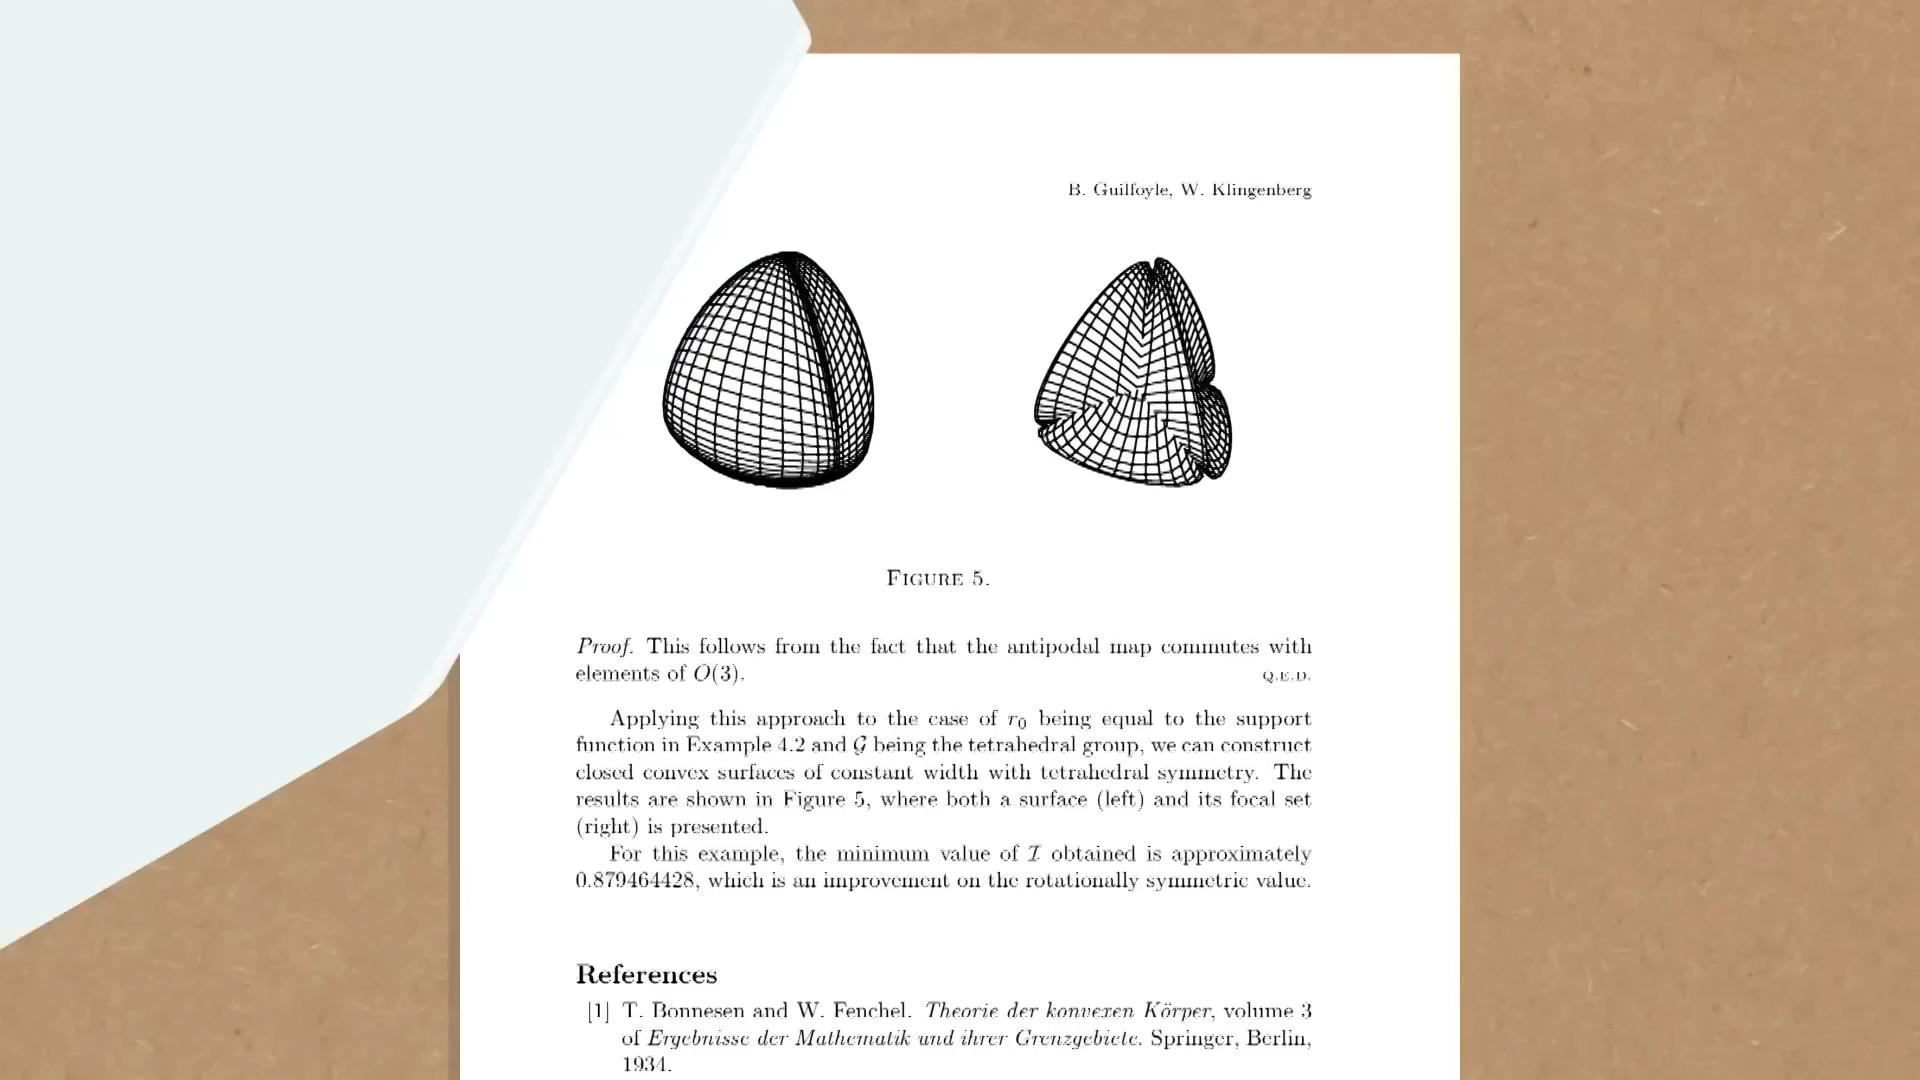 B. Guilfoyle, W. Klingenberg
FIGURE 5.
Proof. This follows from the fact that the antipodal map commutes with
elements of O(3). Q.E.D.
Applying this approach to the case of r₀ being equal to the support
function in Example 4.2 and 𝒢 being the tetrahedral group, we can construct
closed convex surfaces of constant width with tetrahedral symmetry. The
results are shown in Figure 5, where both a surface (left) and its focal set
(right) is presented.
For this example, the minimum value of ℐ obtained is approximately
0.879464428, which is an improvement on the rotationally symmetric value.
References
[1] T. Bonnesen and W. Fenchel. Theorie der konvexen Körper, volume 3
of Ergebnisse der Mathematik und ihrer Grenzgebiete. Springer, Berlin,
1934.